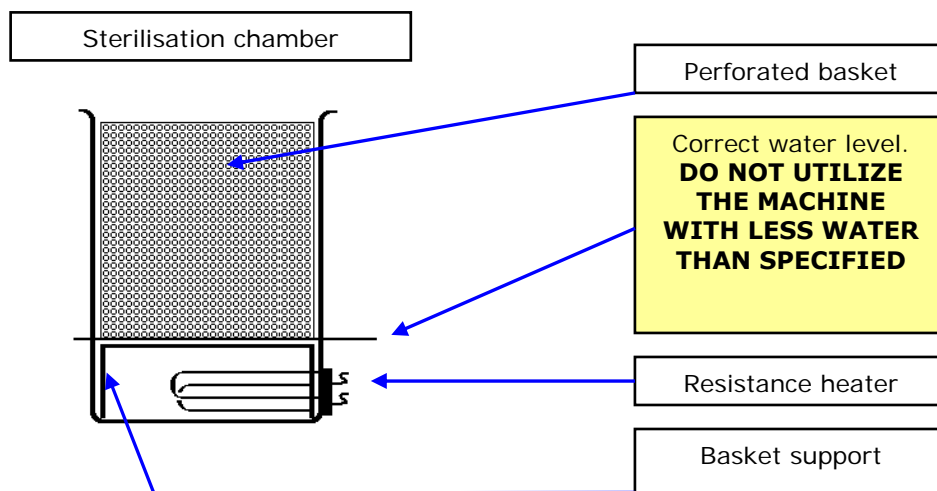 Sterilisation chamber
Perforated basket
Correct water level.
DO NOT UTILIZE
THE MACHINE
WITH LESS WATER
THAN SPECIFIED
Resistance heater
Basket support